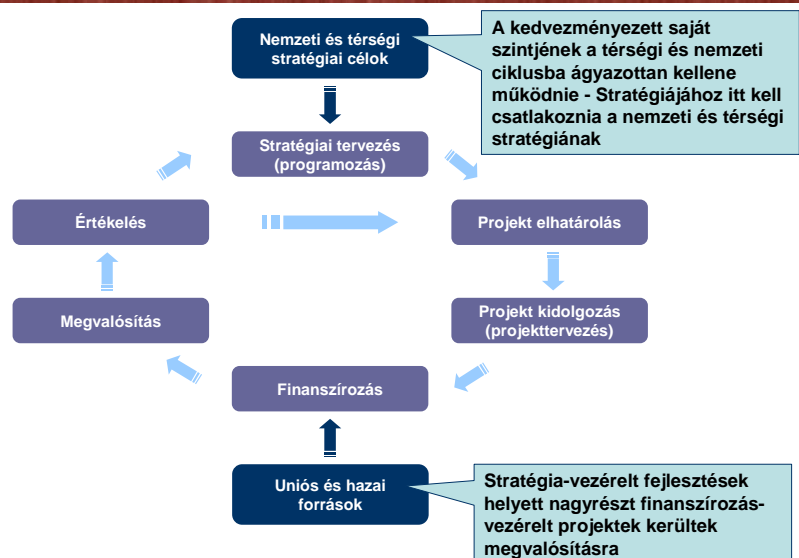 Nemzeti és térségi
stratégiai célok
A kedvezményezett saját
szintjének a térségi és nemzeti
ciklusba ágyazottan kellene
működnie - Stratégiájához itt kell
csatlakoznia a nemzeti és térségi
stratégiának
Stratégiai tervezés
(programozás)
Értékelés
Projekt elhatárolás
Megvalósítás
Projekt kidolgozás
(projekttervezés)
Finanszírozás
Uniós és hazai
források
Stratégia-vezérelt fejlesztések
helyett nagyrészt finanszírozás-
vezérelt projektek kerültek
megvalósításra